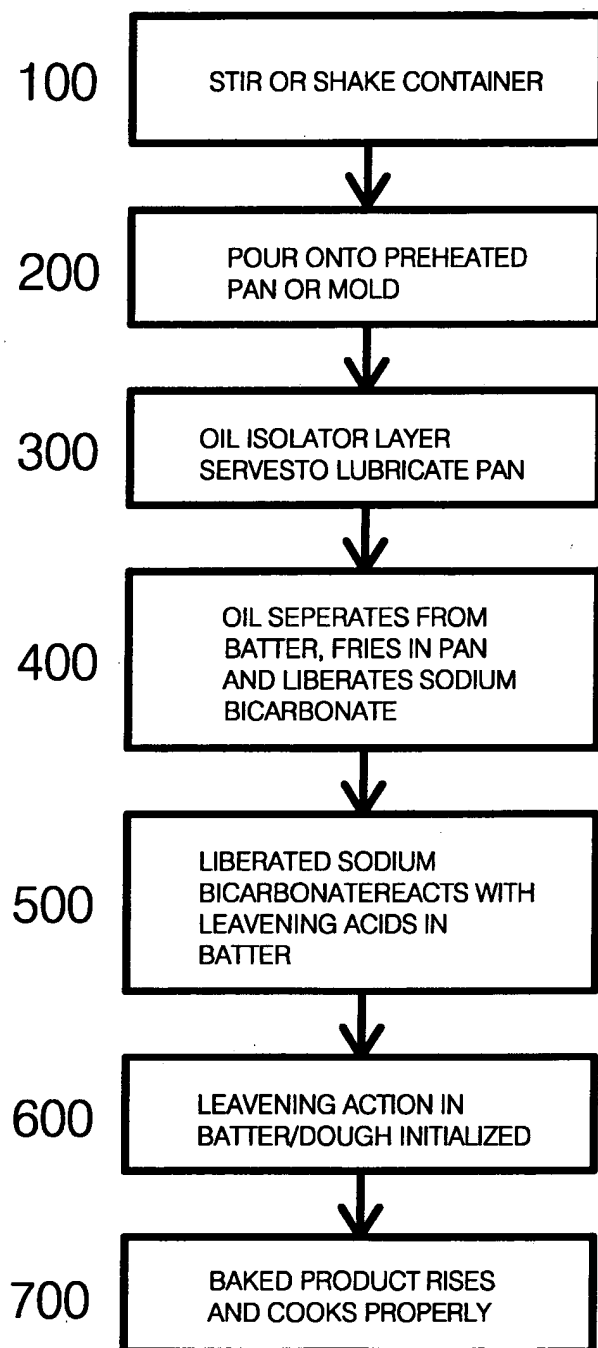 100
STIR OR SHAKE CONTAINER
200
POUR ONTO PREHEATED
PAN OR MOLD
300
OIL ISOLATOR LAYER
SERVESTO LUBRICATE PAN
400
OIL SEPERATES FROM
BATTER, FRIES IN PAN
AND LIBERATES SODIUM
BICARBONATE
500
LIBERATED SODIUM
BICARBONATEREACTS WITH
LEAVENING ACIDS IN
BATTER
600
LEAVENING ACTION IN
BATTER/DOUGH INITIALIZED
700
BAKED PRODUCT RISES
AND COOKS PROPERLY